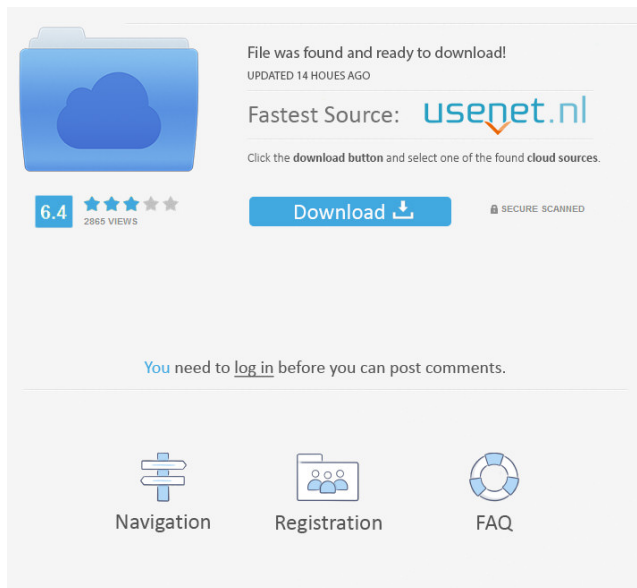 File was found and ready to download!
UPDATED 14 HOUES AGO
Fastest Source: usenet.nl
Click the download button and select one of the found cloud sources.
6.4
2865 VIEWS
Download
SECURE SCANNED
You need to log in before you can post comments.
Navigation
Registration
FAQ